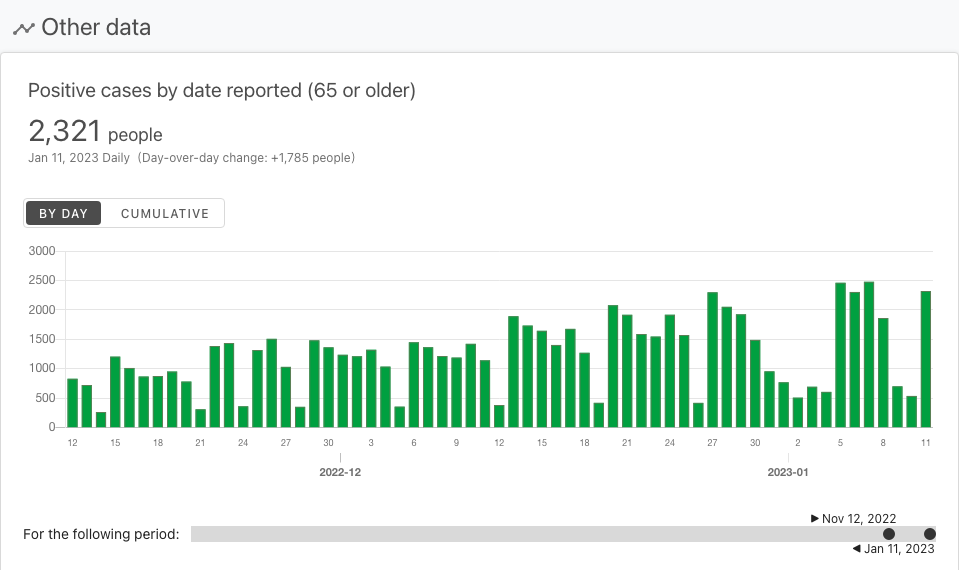 Other data
Positive cases by date reported (65 or older)
2,321 people
Jan 11, 2023 Daily (Day-over-day change: +1,785 people)
BY DAY CUMULATIVE
3000
2500
2000
1500
1000
500
0
12 15 18 21 24 27 30 3 6 9 12 15 18 21 24 27 30 2 5 8 11
2022-12 2023-01
▶ Nov 12, 2022
For the following period:
◀ Jan 11, 2023